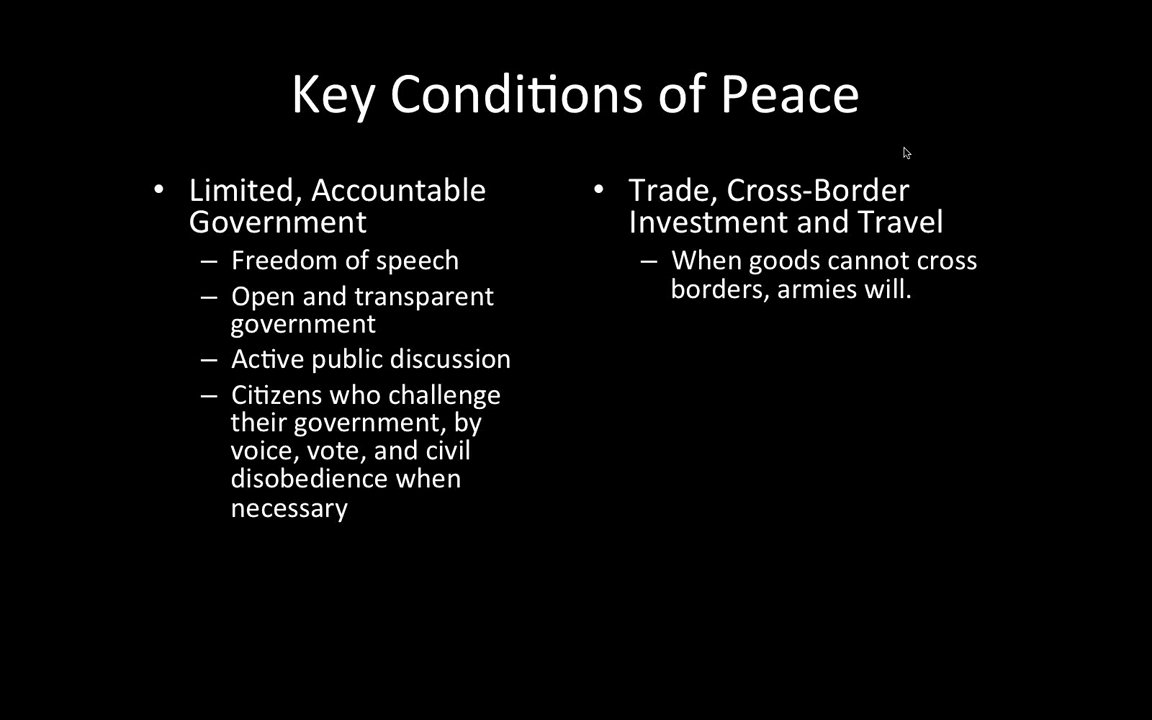 Key Conditions of Peace
• Limited, Accountable
Government
– Freedom of speech
– Open and transparent
government
– Active public discussion
– Citizens who challenge
their government, by
voice, vote, and civil
disobedience when
necessary
• Trade, Cross-Border
Investment and Travel
– When goods cannot cross
borders, armies will.